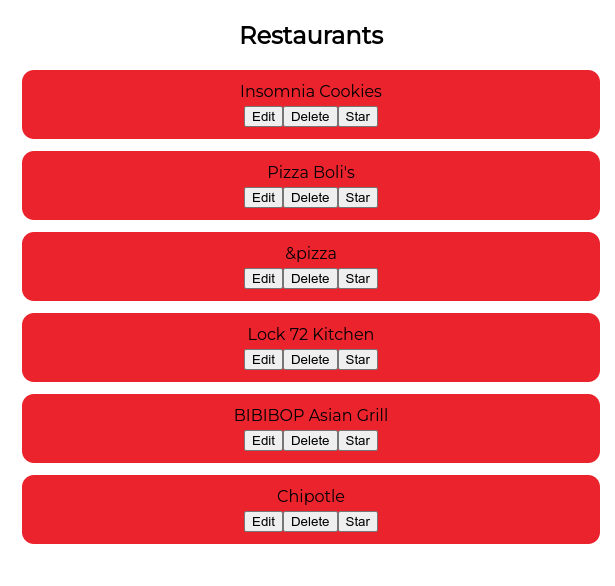 Restaurants
Insomnia Cookies
Edit Delete Star
Pizza Boli's
Edit Delete Star
&pizza
Edit Delete Star
Lock 72 Kitchen
Edit Delete Star
BIBIBOP Asian Grill
Edit Delete Star
Chipotle
Edit Delete Star